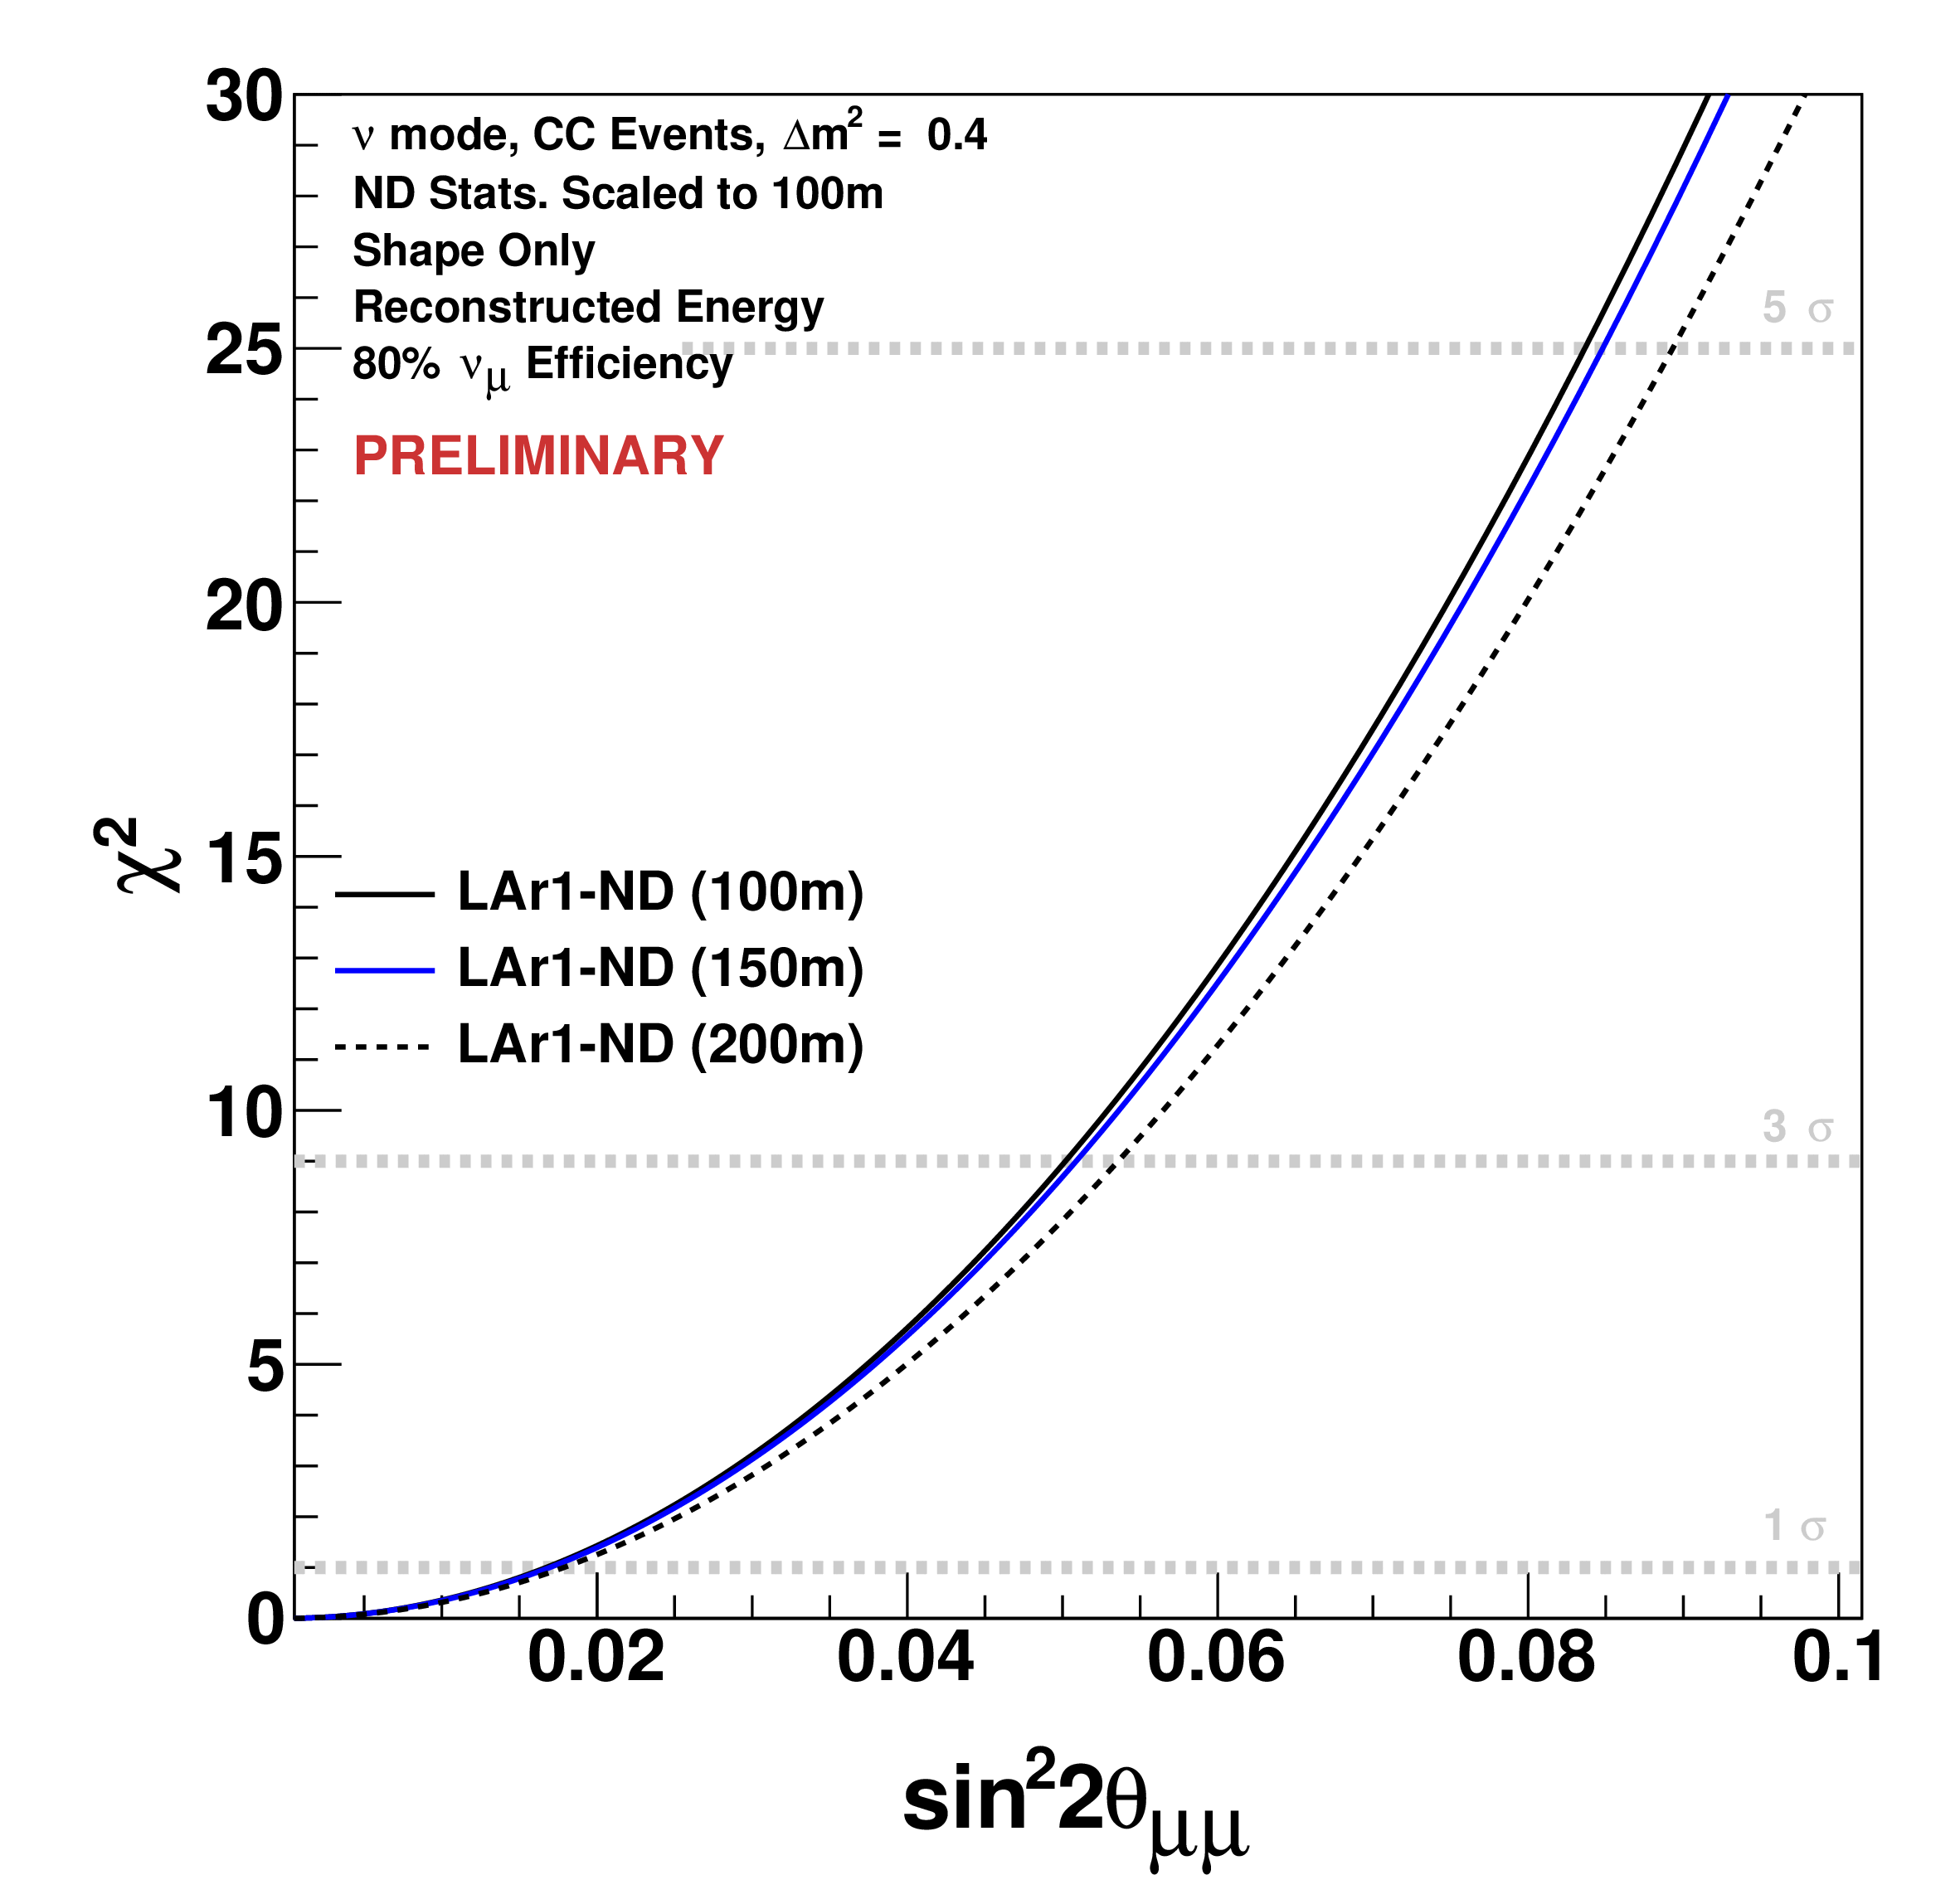 30
ν mode, CC Events, Δm² = 0.4
ND Stats. Scaled to 100m
Shape Only
Reconstructed Energy
5 σ
25
80% νμ Efficiency
PRELIMINARY
20
χ²
15
LAr1-ND (100m)
LAr1-ND (150m)
LAr1-ND (200m)
10
3 σ
5
1 σ
0
0.02 0.04 0.06 0.08 0.1
sin²2θμμ